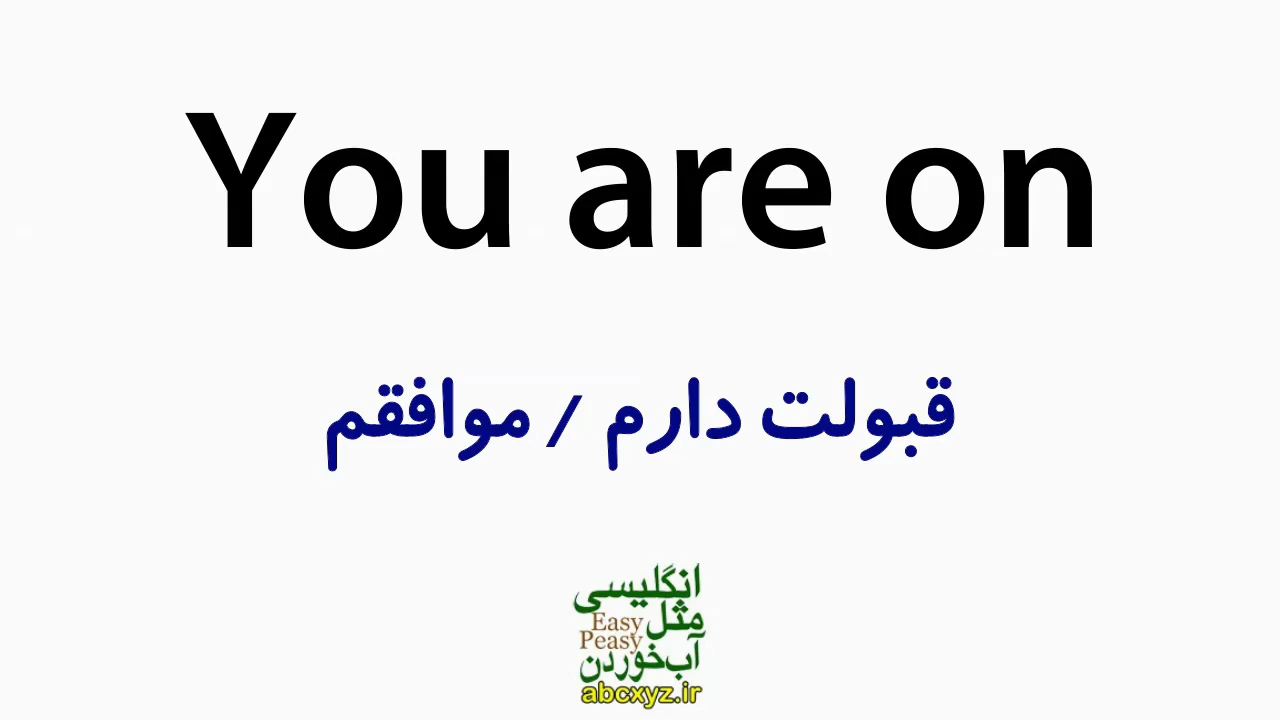 You are on
قبولت دارم / موافقم
انگلیسی
مثل Easy
Peasy
آب‌خوردن
abcxyz.ir